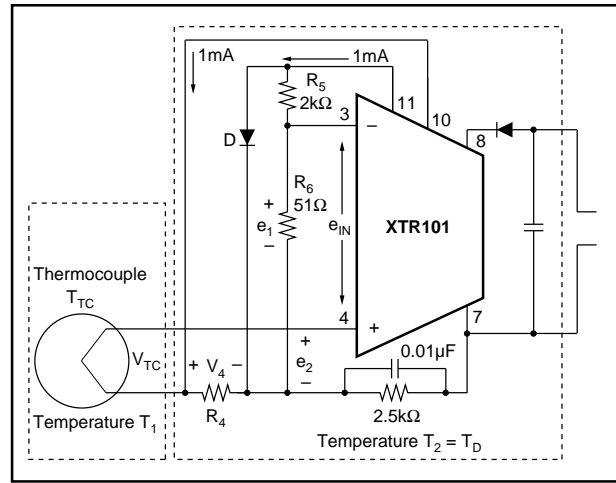 1mA
1mA
R5
2kΩ
11
10
3
–
8
D
R6
51Ω
+
e1
–
eIN
XTR101
Thermocouple
TTC
VTC
4
+
7
+
e2
–
0.01µF
+ V4 –
R4
2.5kΩ
Temperature T1
Temperature T2 = TD